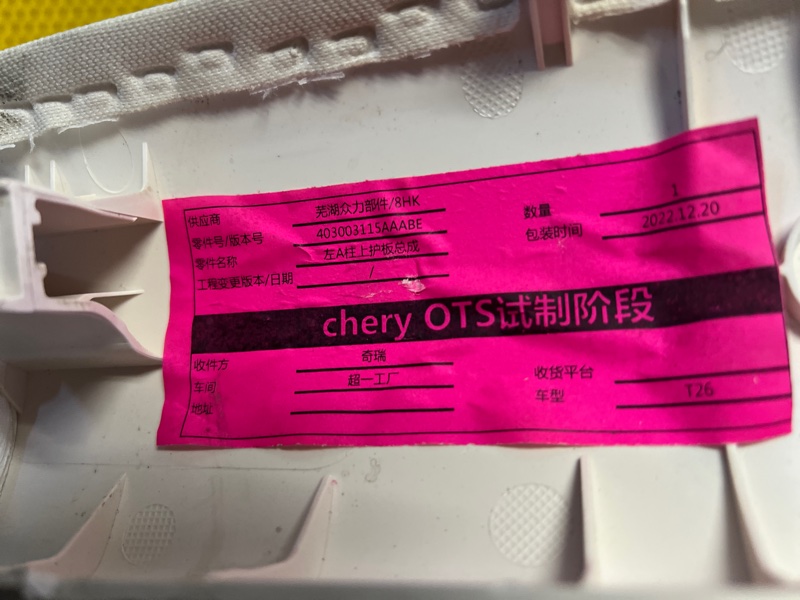 供应商 芜湖众力部件/8HK 数量 1
零件号/版本号 403003115AAABE 包装时间 2022.12.20
零件名称 左A柱上护板总成
工程变更版本/日期 /
chery OTS试制阶段
收件方 奇瑞 收货平台
车间 超一工厂 车型 T26
地址